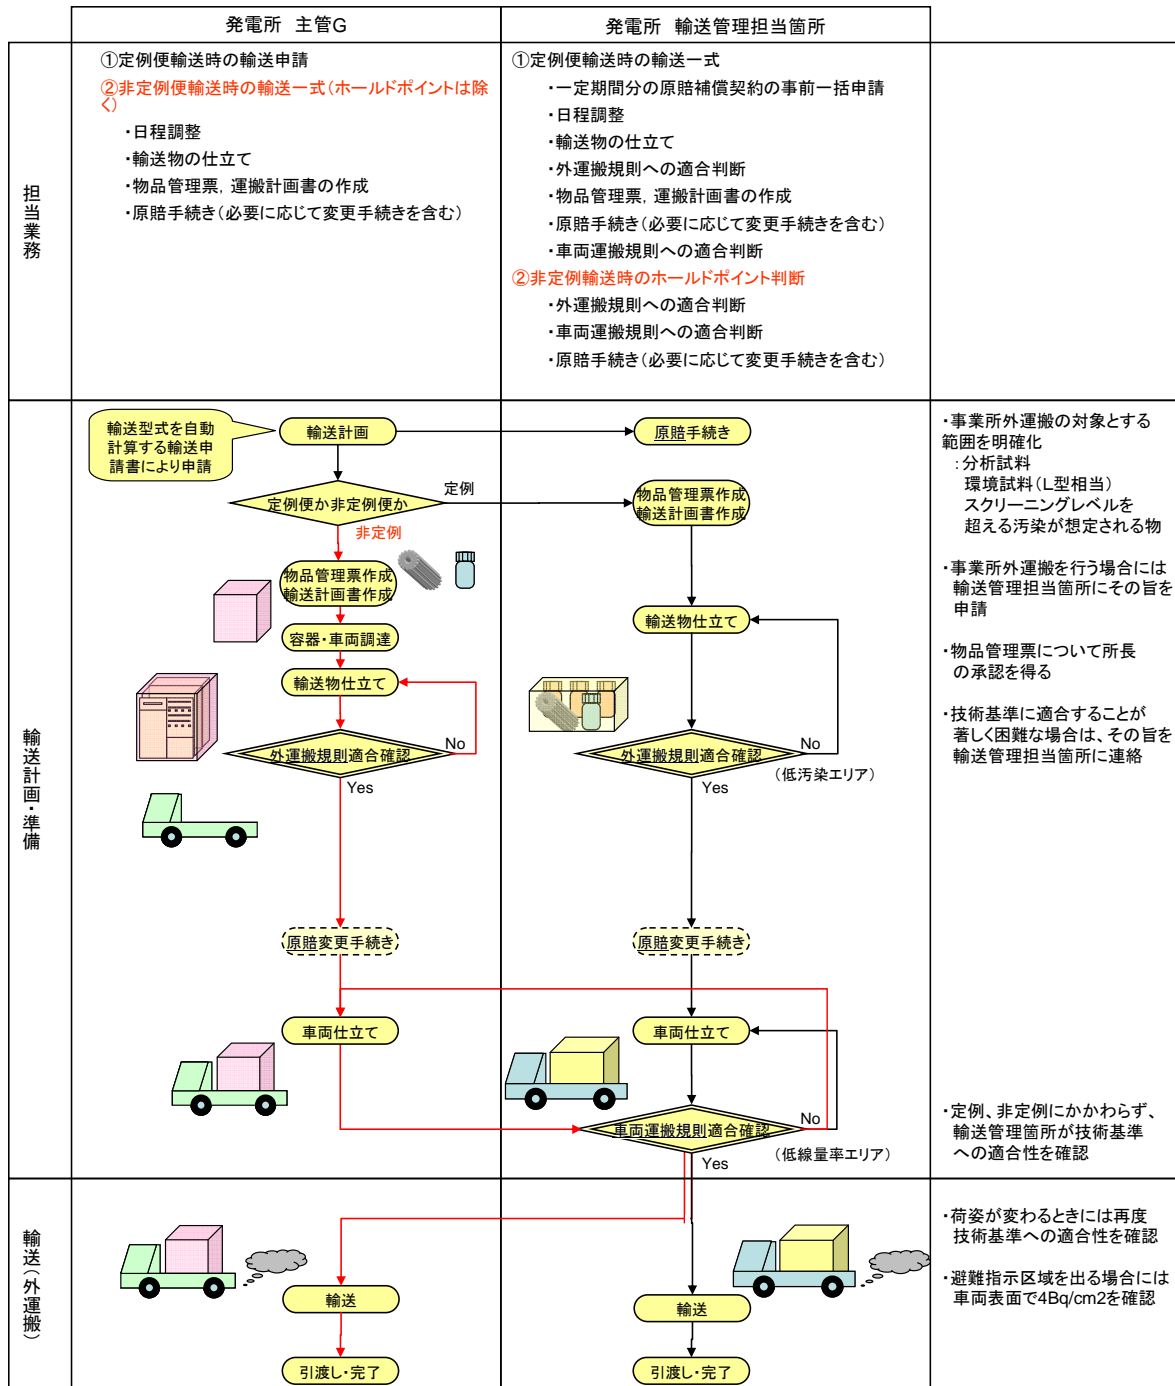 発電所 主管G
発電所 輸送管理担当箇所
担当業務
①定例便輸送時の輸送申請
②非定例便輸送時の輸送一式(ホールドポイントは除
く)
・日程調整
・輸送物の仕立て
・物品管理票, 運搬計画書の作成
・原賠手続き(必要に応じて変更手続きを含む)
①定例便輸送時の輸送一式
・一定期間分の原賠補償契約の事前一括申請
・日程調整
・輸送物の仕立て
・外運搬規則への適合判断
・物品管理票, 運搬計画書の作成
・原賠手続き(必要に応じて変更手続きを含む)
・車両運搬規則への適合判断
②非定例輸送時のホールドポイント判断
・外運搬規則への適合判断
・車両運搬規則への適合判断
・原賠手続き(必要に応じて変更手続きを含む)
輸送計画・準備
輸送型式を自動
計算する輸送申
請書により申請
輸送計画
定例便か非定例便か
定例
非定例
物品管理票作成
輸送計画書作成
容器・車両調達
輸送物仕立て
外運搬規則適合確認
No
Yes
原賠変更手続き
車両仕立て
原賠手続き
物品管理票作成
輸送計画書作成
輸送物仕立て
外運搬規則適合確認
No
(低汚染エリア)
Yes
原賠変更手続き
車両仕立て
車両運搬規則適合確認
No
(低線量率エリア)
Yes
・事業所外運搬の対象とする
範囲を明確化
:分析試料
環境試料(L型相当)
スクリーニングレベルを
超える汚染が想定される物
・事業所外運搬を行う場合には
輸送管理担当箇所にその旨を
申請
・物品管理票について所長
の承認を得る
・技術基準に適合することが
著しく困難な場合は、その旨を
輸送管理担当箇所に連絡
・定例、非定例にかかわらず、
輸送管理箇所が技術基準
への適合性を確認
輸送(外運搬)
輸送
引渡し・完了
輸送
引渡し・完了
・荷姿が変わるときには再度
技術基準への適合性を確認
・避難指示区域を出る場合には
車両表面で4Bq/cm2を確認